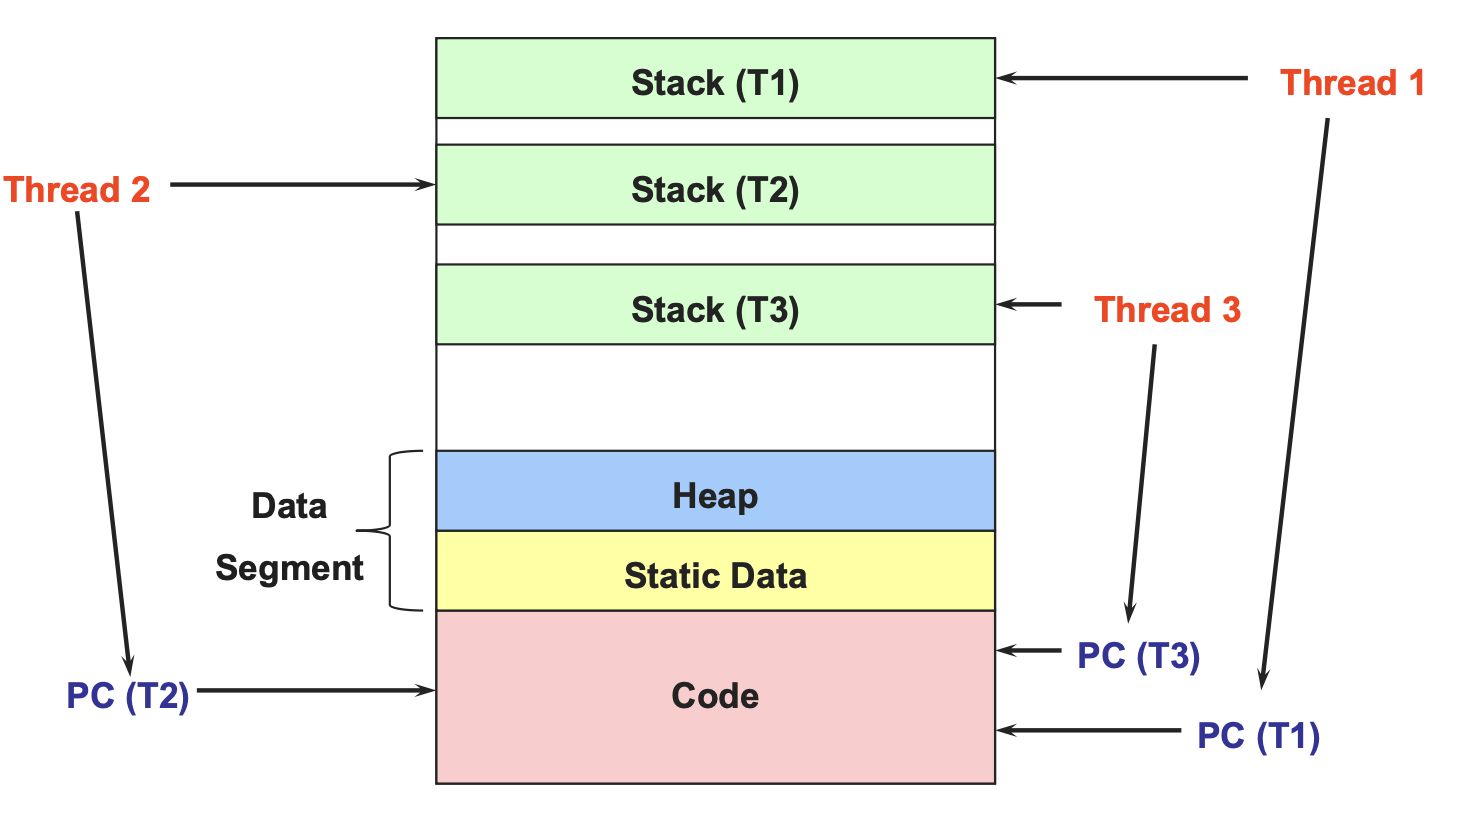 Stack (T1)
Thread 1
Thread 2
Stack (T2)
Stack (T3)
Thread 3
Data
Segment
Heap
Static Data
PC (T3)
PC (T2)
Code
PC (T1)